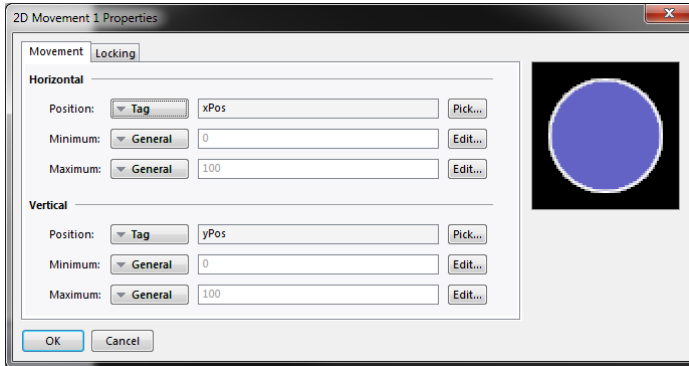 2D Movement 1 Properties
x
Movement Locking
Horizontal
Position: Tag xPos Pick...
Minimum: General 0 Edit...
Maximum: General 100 Edit...
Vertical
Position: Tag yPos Pick...
Minimum: General 0 Edit...
Maximum: General 100 Edit...
OK Cancel